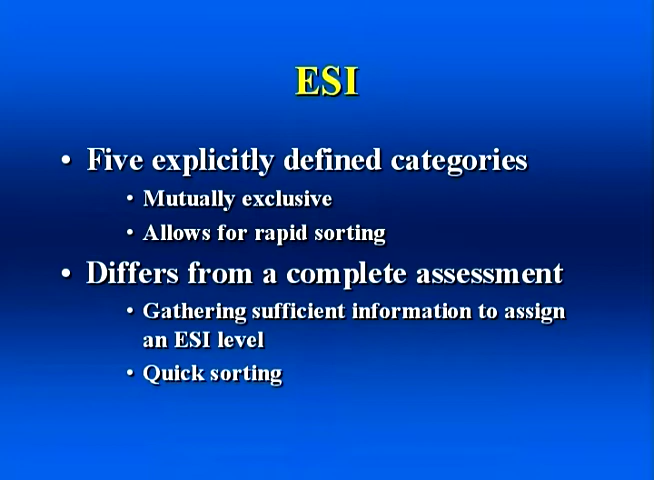 ESI
• Five explicitly defined categories
• Mutually exclusive
• Allows for rapid sorting
• Differs from a complete assessment
• Gathering sufficient information to assign
an ESI level
• Quick sorting